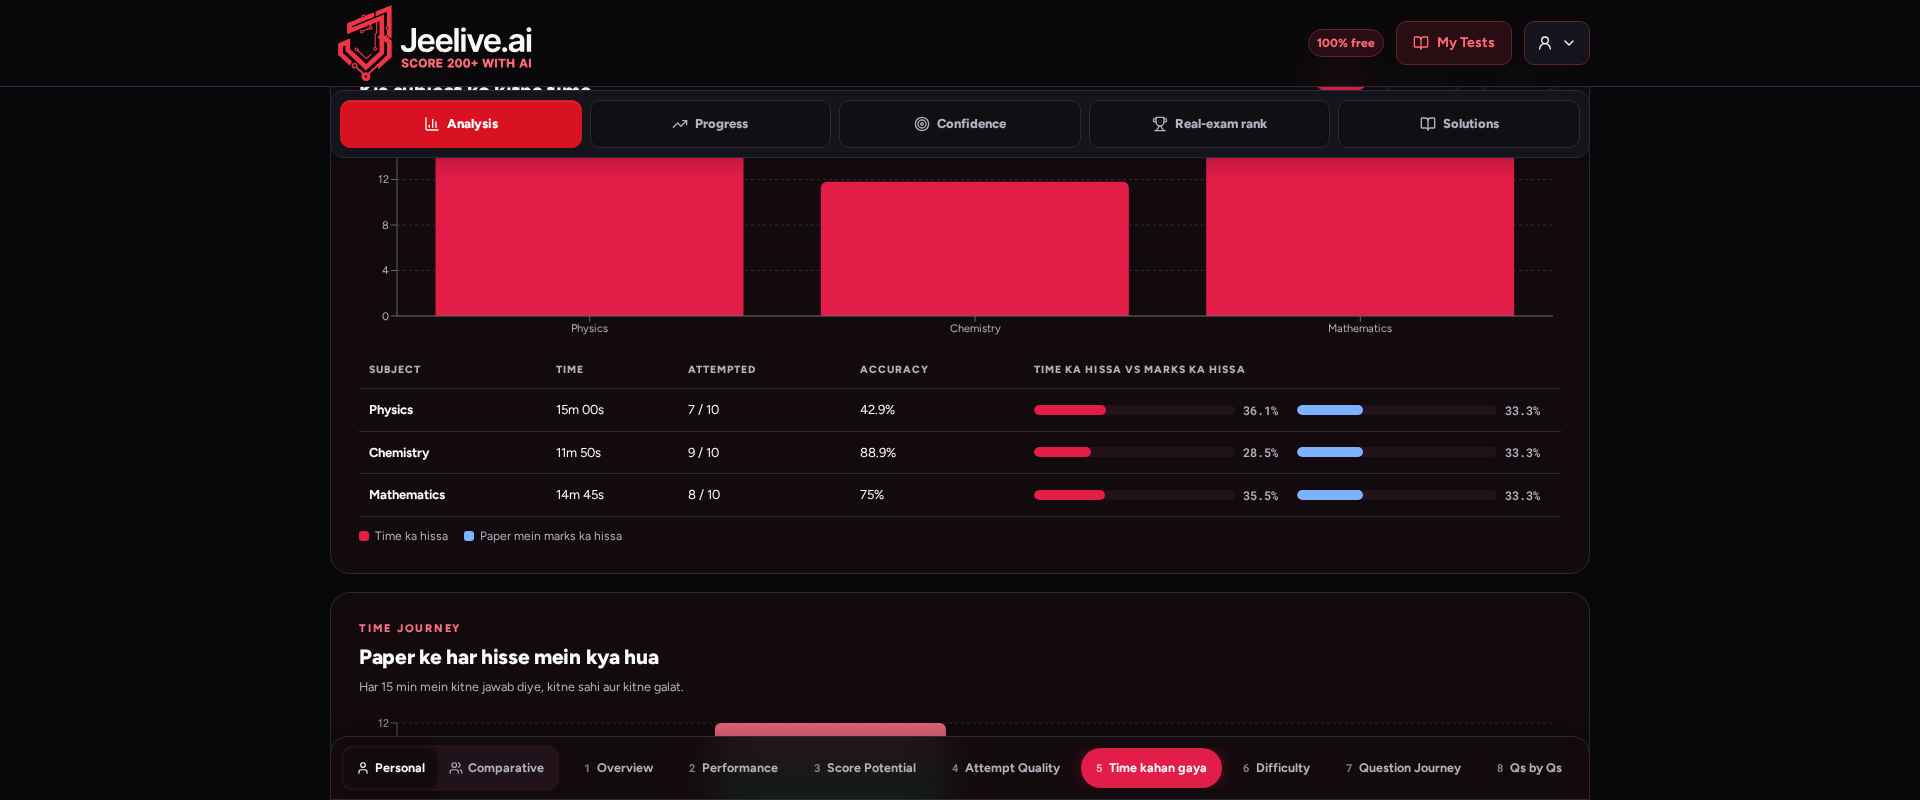 Jeelive.ai
SCORE 200+ WITH AI
100% free
My Tests
Analysis
Progress
Confidence
Real-exam rank
Solutions
12
8
4
0
Physics
Chemistry
Mathematics
SUBJECT TIME ATTEMPTED ACCURACY TIME KA HISSA VS MARKS KA HISSA
Physics 15m 00s 7 / 10 42.9% 36.1% 33.3%
Chemistry 11m 50s 9 / 10 88.9% 28.5% 33.3%
Mathematics 14m 45s 8 / 10 75% 35.5% 33.3%
Time ka hissa Paper mein marks ka hissa
TIME JOURNEY
Paper ke har hisse mein kya hua
Har 15 min mein kitne jawab diye, kitne sahi aur kitne galat.
12
Personal
Comparative
1 Overview
2 Performance
3 Score Potential
4 Attempt Quality
5 Time kahan gaya
6 Difficulty
7 Question Journey
8 Qs by Qs